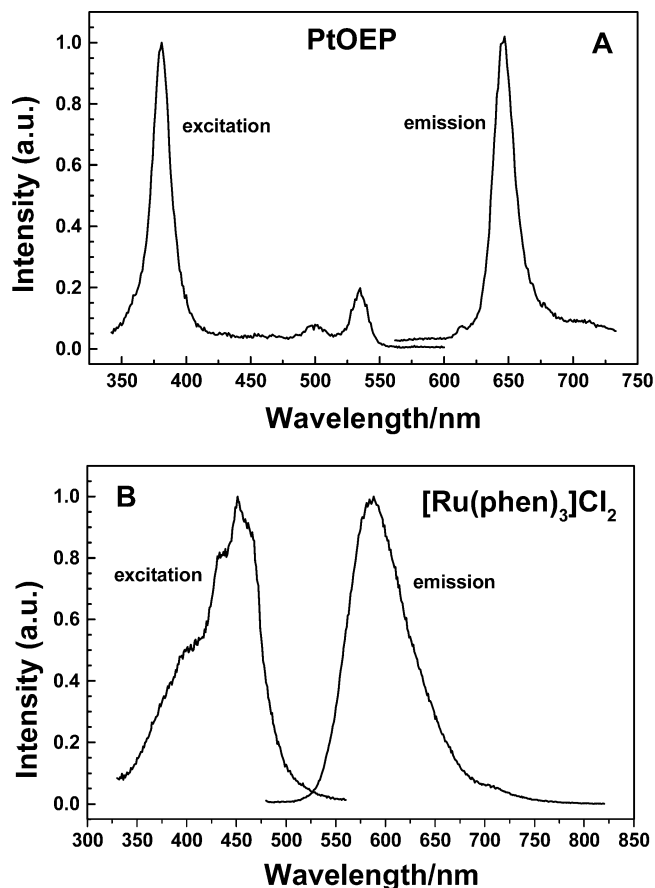 PtOEP
A
excitation
emission
Intensity (a.u.)
1.0
0.8
0.6
0.4
0.2
0.0
350 400 450 500 550 600 650 700 750
Wavelength/nm
B
[Ru(phen)₃]Cl₂
excitation
emission
Intensity (a.u.)
1.0
0.8
0.6
0.4
0.2
0.0
300 350 400 450 500 550 600 650 700 750 800 850
Wavelength/nm